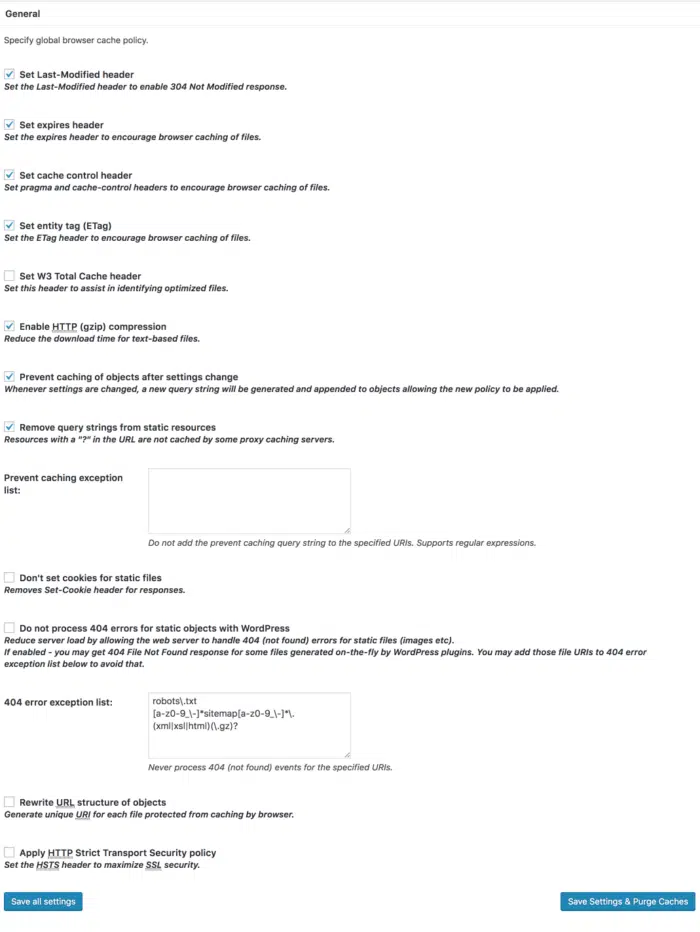 General
Specify global browser cache policy.
Set Last-Modified header
Set the Last-Modified header to enable 304 Not Modified response.
Set expires header
Set the expires header to encourage browser caching of files.
Set cache control header
Set pragma and cache-control headers to encourage browser caching of files.
Set entity tag (ETag)
Set the ETag header to encourage browser caching of files.
Set W3 Total Cache header
Set this header to assist in identifying optimized files.
Enable HTTP (gzip) compression
Reduce the download time for text-based files.
Prevent caching of objects after settings change
Whenever settings are changed, a new query string will be generated and appended to objects allowing the new policy to be applied.
Remove query strings from static resources
Resources with a "?" in the URL are not cached by some proxy caching servers.
Prevent caching exception
list:
Do not add the prevent caching query string to the specified URIs. Supports regular expressions.
Don't set cookies for static files
Removes Set-Cookie header for responses.
Do not process 404 errors for static objects with WordPress
Reduce server load by allowing the web server to handle 404 (not found) errors for static files (images etc).
If enabled - you may get 404 File Not Found response for some files generated on-the-fly by WordPress plugins. You may add those file URIs to 404 error
exception list below to avoid that.
404 error exception list:
robots\.txt
[a-z0-9_\-]*sitemap[a-z0-9_\-]*\.
(xml|xsl|html)(\.gz)?
Never process 404 (not found) events for the specified URIs.
Rewrite URL structure of objects
Generate unique URI for each file protected from caching by browser.
Apply HTTP Strict Transport Security policy
Set the HSTS header to maximize SSL security.
Save all settings
Save Settings & Purge Caches